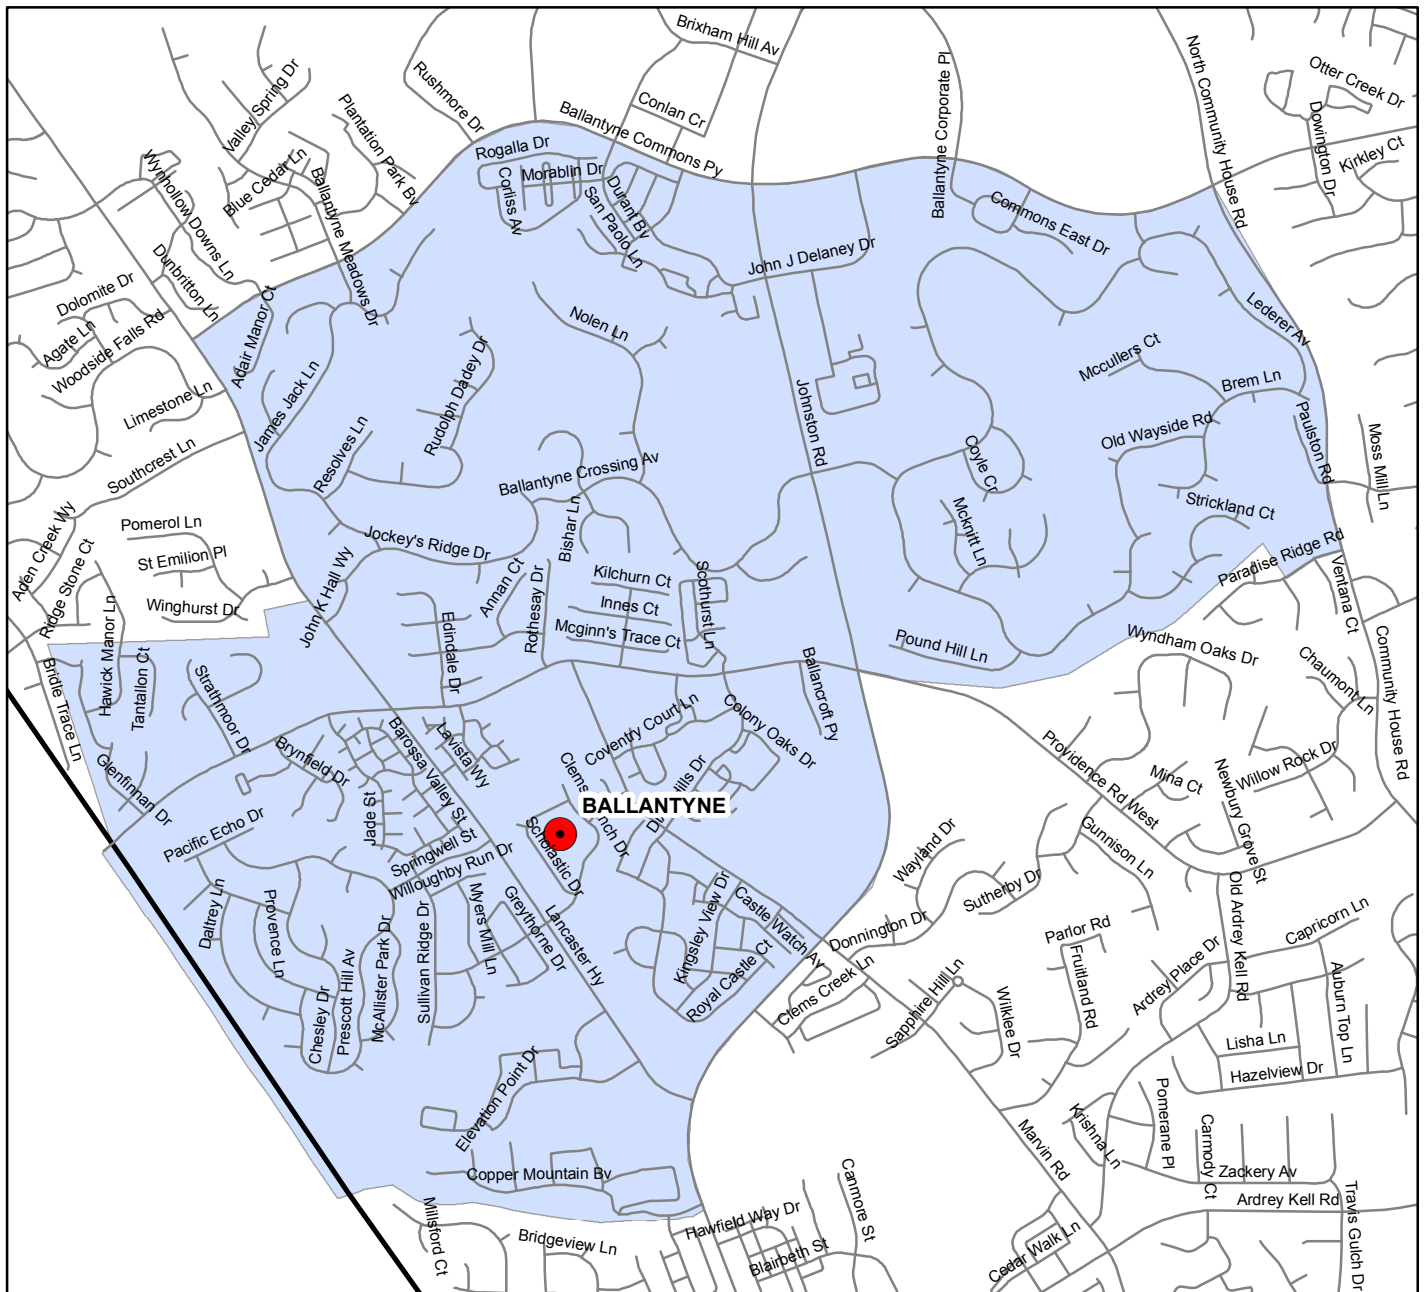 Brixham Hill Av
North Community House Rd
Otter Creek Dr
Rushmore Dr
Valley Spring Dr
Plantation Park Bv
Conlan Cr
Ballantyne Commons Py
Ballantyne Corporate Pl
Dowington Dr
Kirkley Ct
Rogalla Dr
Morablin Dr
Corliss Av
Durant Bv
San Paolo Ln
Wynhollow Downs Ln
Blue Cedar Ln
Ballantyne Meadows Dr
Commons East Dr
John J Delaney Dr
Dunbritton Ln
Dolomite Dr
Adair Manor Ct
Agate Ln
Woodside Falls Rd
Nolen Ln
Lederer Av
Mccullers Ct
Brem Ln
Rudolph Dadey Dr
James Jack Ln
Limestone Ln
Johnston Rd
Old Wayside Rd
Paulston Rd
Moss Mill Ln
Resolves Ln
Southcrest Ln
Ballantyne Crossing Av
Coyle Cr
Strickland Ct
Mcknitt Ln
Aden Creek Wy
Pomerol Ln
St Emilion Pl
Ridge Stone Ct
Winghurst Dr
Jockey's Ridge Dr
Bishar Ln
John K Hall Wy
Annan Ct
Rothesay Dr
Kilchurn Ct
Innes Ct
Mcginn's Trace Ct
Scothurst Ln
Paradise Ridge Rd
Ventana Ct
Edindale Dr
Pound Hill Ln
Wyndham Oaks Dr
Community House Rd
Chaumont Ln
Hawick Manor Ln
Tantallon Ct
Bridle Trace Ln
Strathmoor Dr
Ballancroft Py
Coventry Court Ln
Colony Oaks Dr
Barossa Valley St
Lavista Wy
Brynfield Dr
Glenfinnan Dr
Providence Rd West
Willow Rock Dr
Mina Ct
Newbury Grove St
BALLANTYNE
Pacific Echo Dr
Jade St
Springwell St
Willoughby Run Dr
Scholastic Dr
Gunnison Ln
Wayland Dr
Sutherby Dr
Daltrey Ln
Provence Ln
Myers Mill Ln
Greythorne Dr
Lancaster Hy
Kingsley View Dr
Castle Watch Av
Royal Castle Ct
Donnington Dr
Clems Creek Ln
Sapphire Hill Ln
Parlor Rd
Fruitland Rd
Wilklee Dr
Old Ardrey Kell Rd
Capricorn Ln
Ardrey Place Dr
Auburn Top Ln
Lisha Ln
Hazelview Dr
Chesley Dr
Prescott Hill Av
McAllister Park Dr
Sullivan Ridge Dr
Elevation Point Dr
Copper Mountain Bv
Krishna Ln
Pomerane Pl
Carmody Ct
Zackery Av
Ardrey Kell Rd
Travis Gulch Dr
Marvin Rd
Canmore St
Hawfield Way Dr
Blairbeth St
Cedar Walk Ln
Millsford Ct
Bridgeview Ln